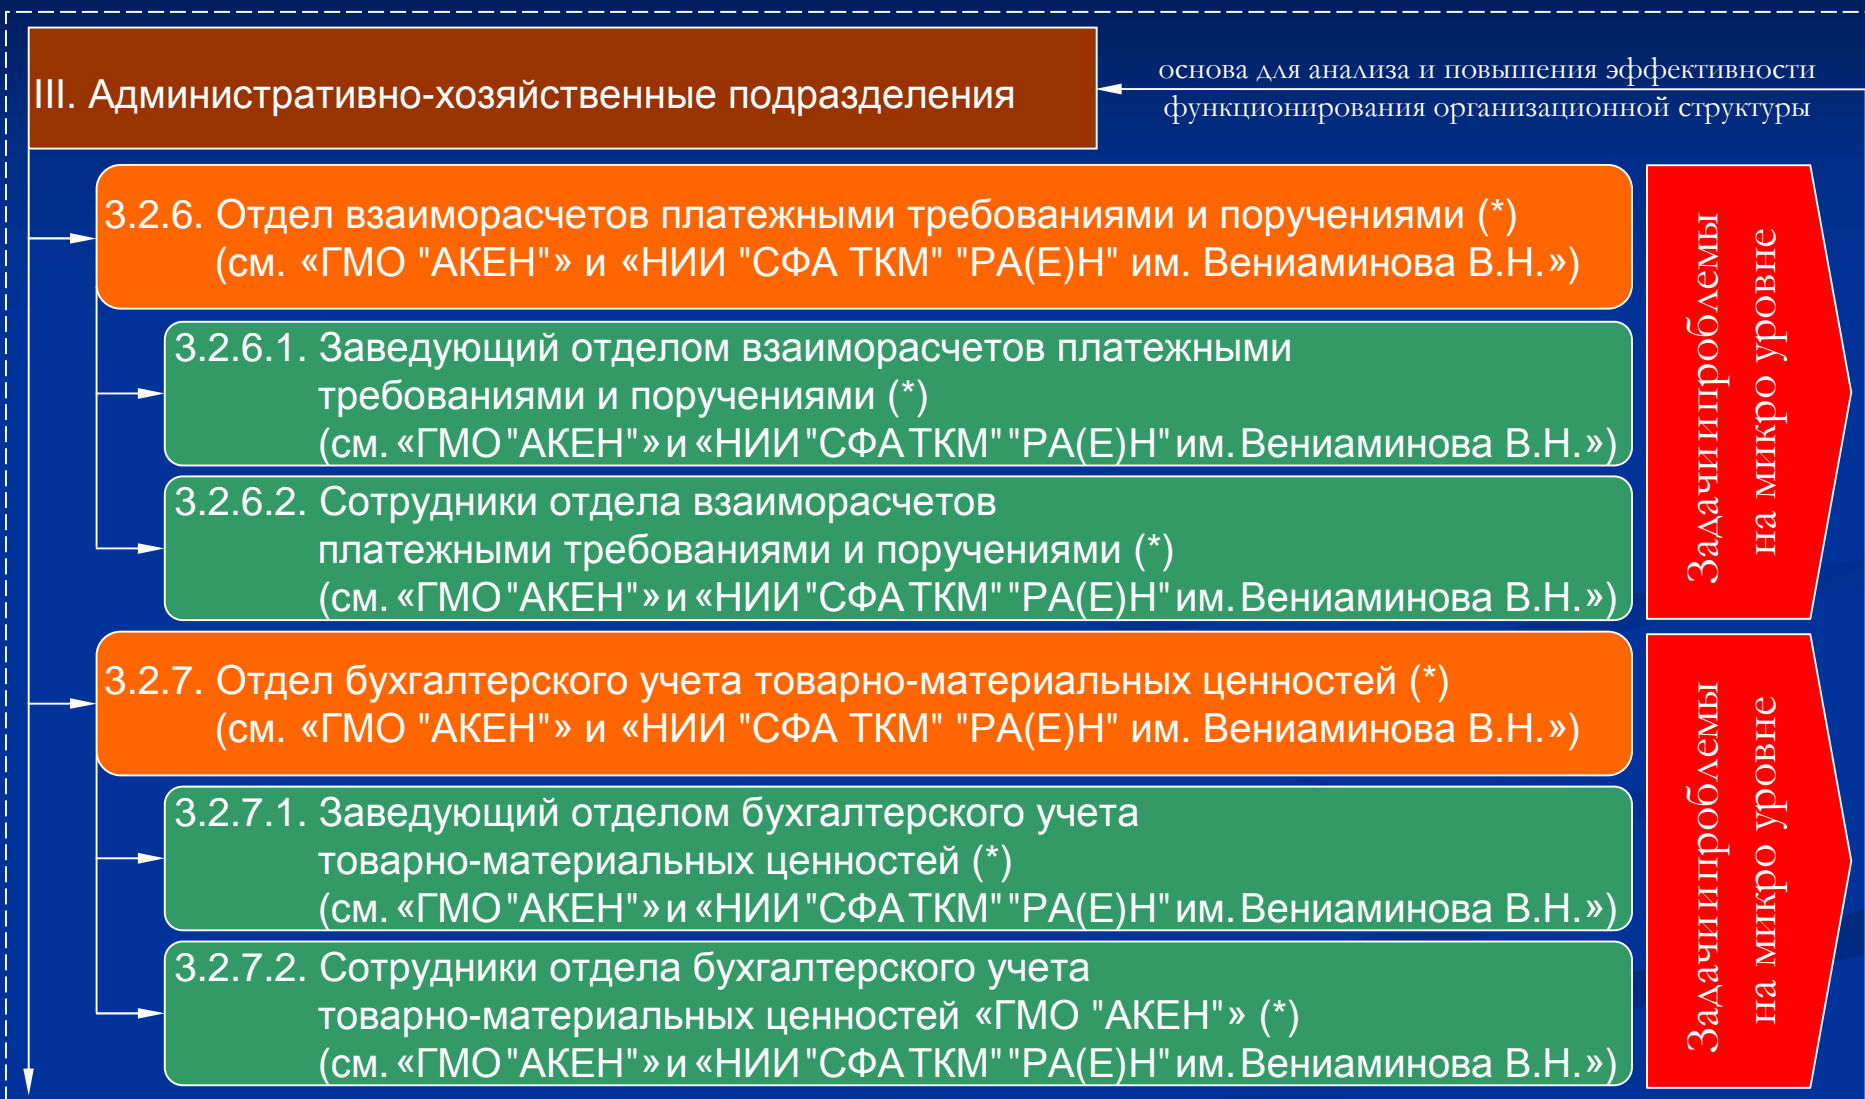 III. Административно-хозяйственные подразделения
основа для анализа и повышения эффективности
функционирования организационной структуры
3.2.6. Отдел взаиморасчетов платежными требованиями и поручениями (*)
(см. «ГМО "АКЕН"» и «НИИ "СФА ТКМ" "РА(Е)Н" им. Вениаминова В.Н.»)
3.2.6.1. Заведующий отделом взаиморасчетов платежными
требованиями и поручениями (*)
(см. «ГМО "АКЕН"» и «НИИ "СФА ТКМ" "РА(Е)Н" им. Вениаминова В.Н.»)
3.2.6.2. Сотрудники отдела взаиморасчетов
платежными требованиями и поручениями (*)
(см. «ГМО "АКЕН"» и «НИИ "СФА ТКМ" "РА(Е)Н" им. Вениаминова В.Н.»)
Задачи и проблемы
на микро уровне
3.2.7. Отдел бухгалтерского учета товарно-материальных ценностей (*)
(см. «ГМО "АКЕН"» и «НИИ "СФА ТКМ" "РА(Е)Н" им. Вениаминова В.Н.»)
3.2.7.1. Заведующий отделом бухгалтерского учета
товарно-материальных ценностей (*)
(см. «ГМО "АКЕН"» и «НИИ "СФА ТКМ" "РА(Е)Н" им. Вениаминова В.Н.»)
3.2.7.2. Сотрудники отдела бухгалтерского учета
товарно-материальных ценностей «ГМО "АКЕН"» (*)
(см. «ГМО "АКЕН"» и «НИИ "СФА ТКМ" "РА(Е)Н" им. Вениаминова В.Н.»)
Задачи и проблемы
на микро уровне